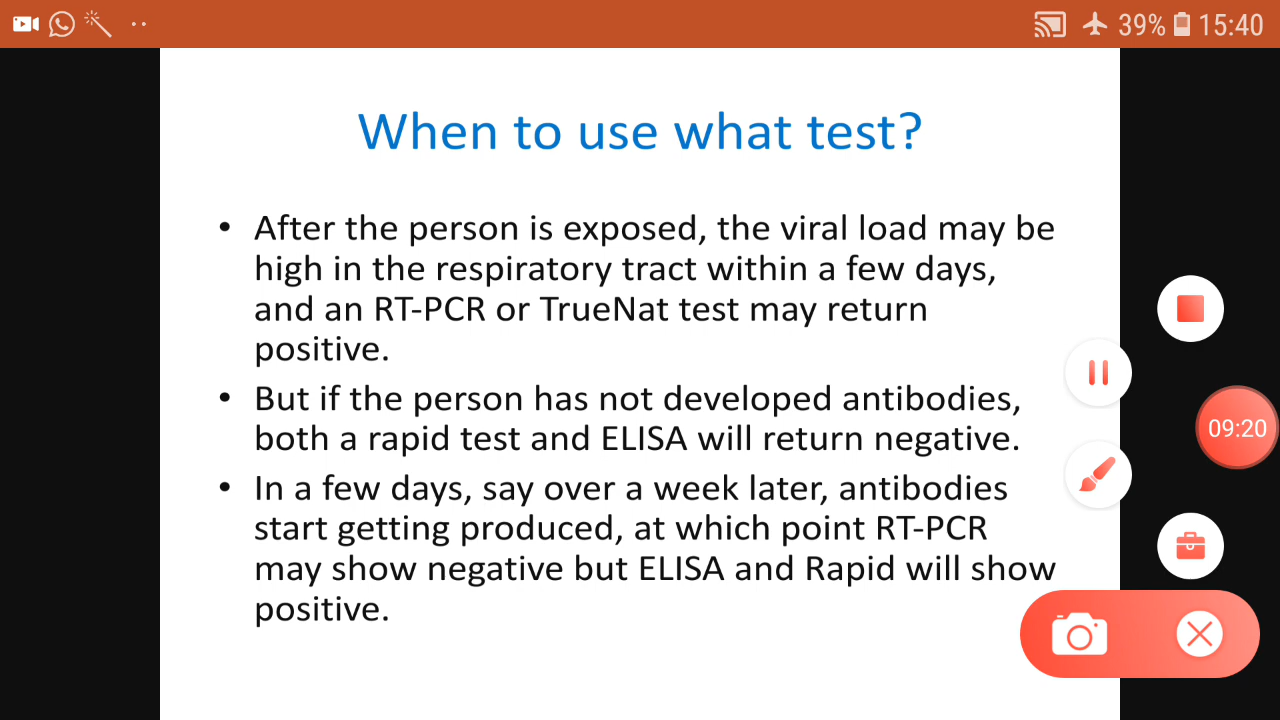 39% 15:40
When to use what test?
• After the person is exposed, the viral load may be
high in the respiratory tract within a few days,
and an RT-PCR or TrueNat test may return
positive.
• But if the person has not developed antibodies,
both a rapid test and ELISA will return negative.
• In a few days, say over a week later, antibodies
start getting produced, at which point RT-PCR
may show negative but ELISA and Rapid will show
positive.
09:20